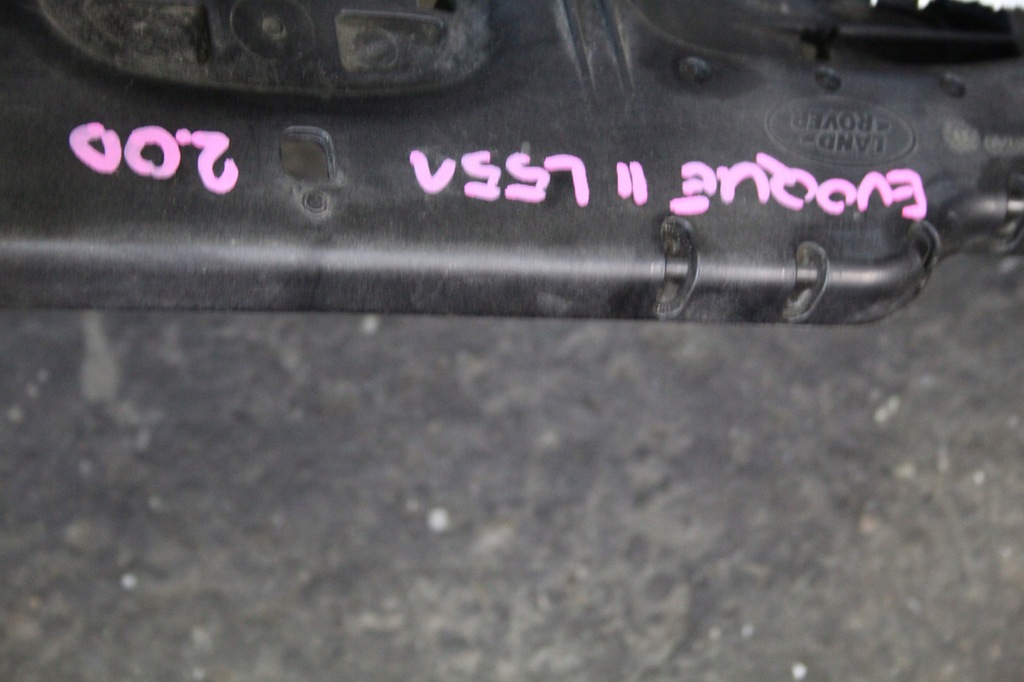 LAND-
-ROVER
EVOQUE II L551 2.0D